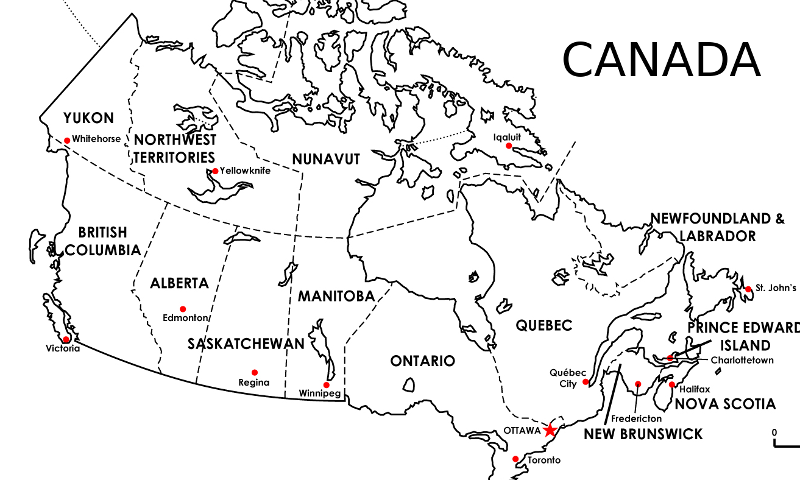 CANADA
YUKON
Whitehorse
NORTHWEST
TERRITORIES
Yellowknife
NUNAVUT
Iqaluit
BRITISH
COLUMBIA
NEWFOUNDLAND &
LABRADOR
ALBERTA
Edmonton
MANITOBA
St. John's
Victoria
SASKATCHEWAN
QUEBEC
PRINCE EDWARD
ISLAND
Charlottetown
ONTARIO
Regina
Winnipeg
Québec
City
Halifax
NOVA SCOTIA
Fredericton
OTTAWA
NEW BRUNSWICK
Toronto
0